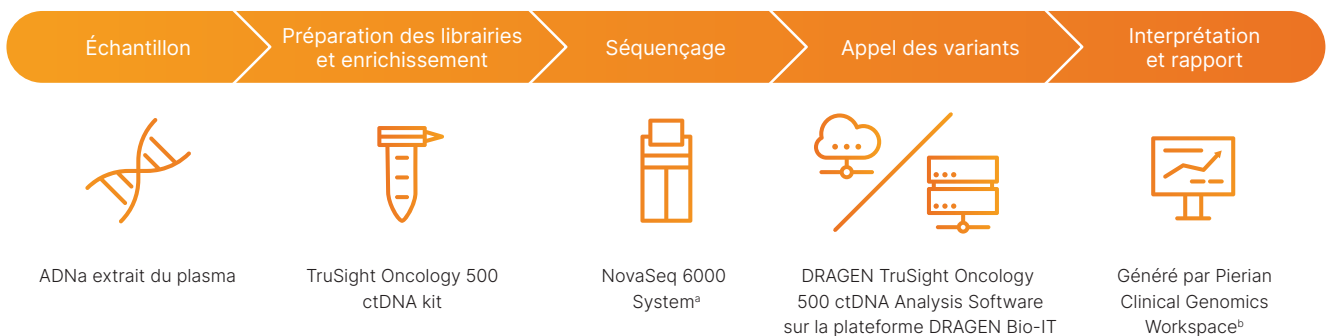 Échantillon
Préparation des librairies
et enrichissement
Séquençage
Appel des variants
Interprétation
et rapport
ADNa extrait du plasma
TruSight Oncology 500
ctDNA kit
NovaSeq 6000
Systemᵃ
DRAGEN TruSight Oncology
500 ctDNA Analysis Software
sur la plateforme DRAGEN Bio-IT
Généré par Pierian
Clinical Genomics
Workspaceᵇ